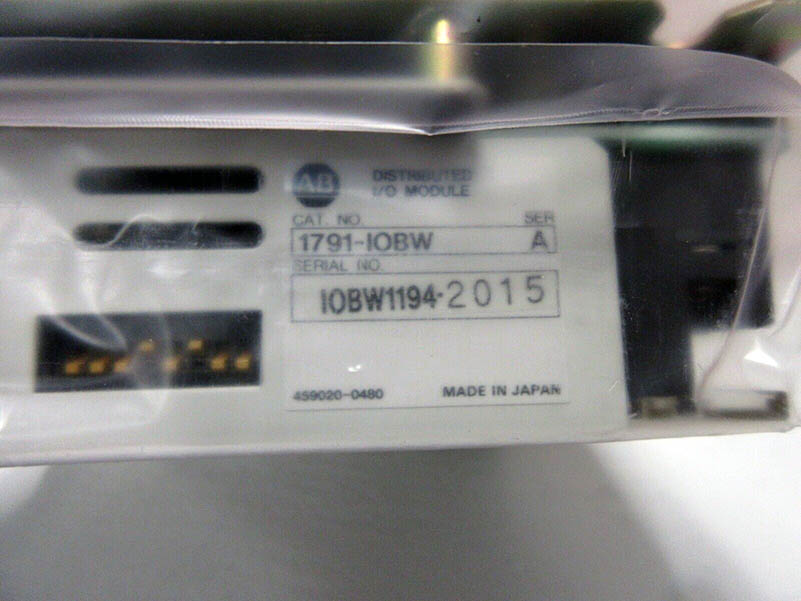 AB
DISTRIBUTED
I/O MODULE
CAT. NO. SER
1791-IOBW A
SERIAL NO.
IOBW1194-2015
459020-0480 MADE IN JAPAN